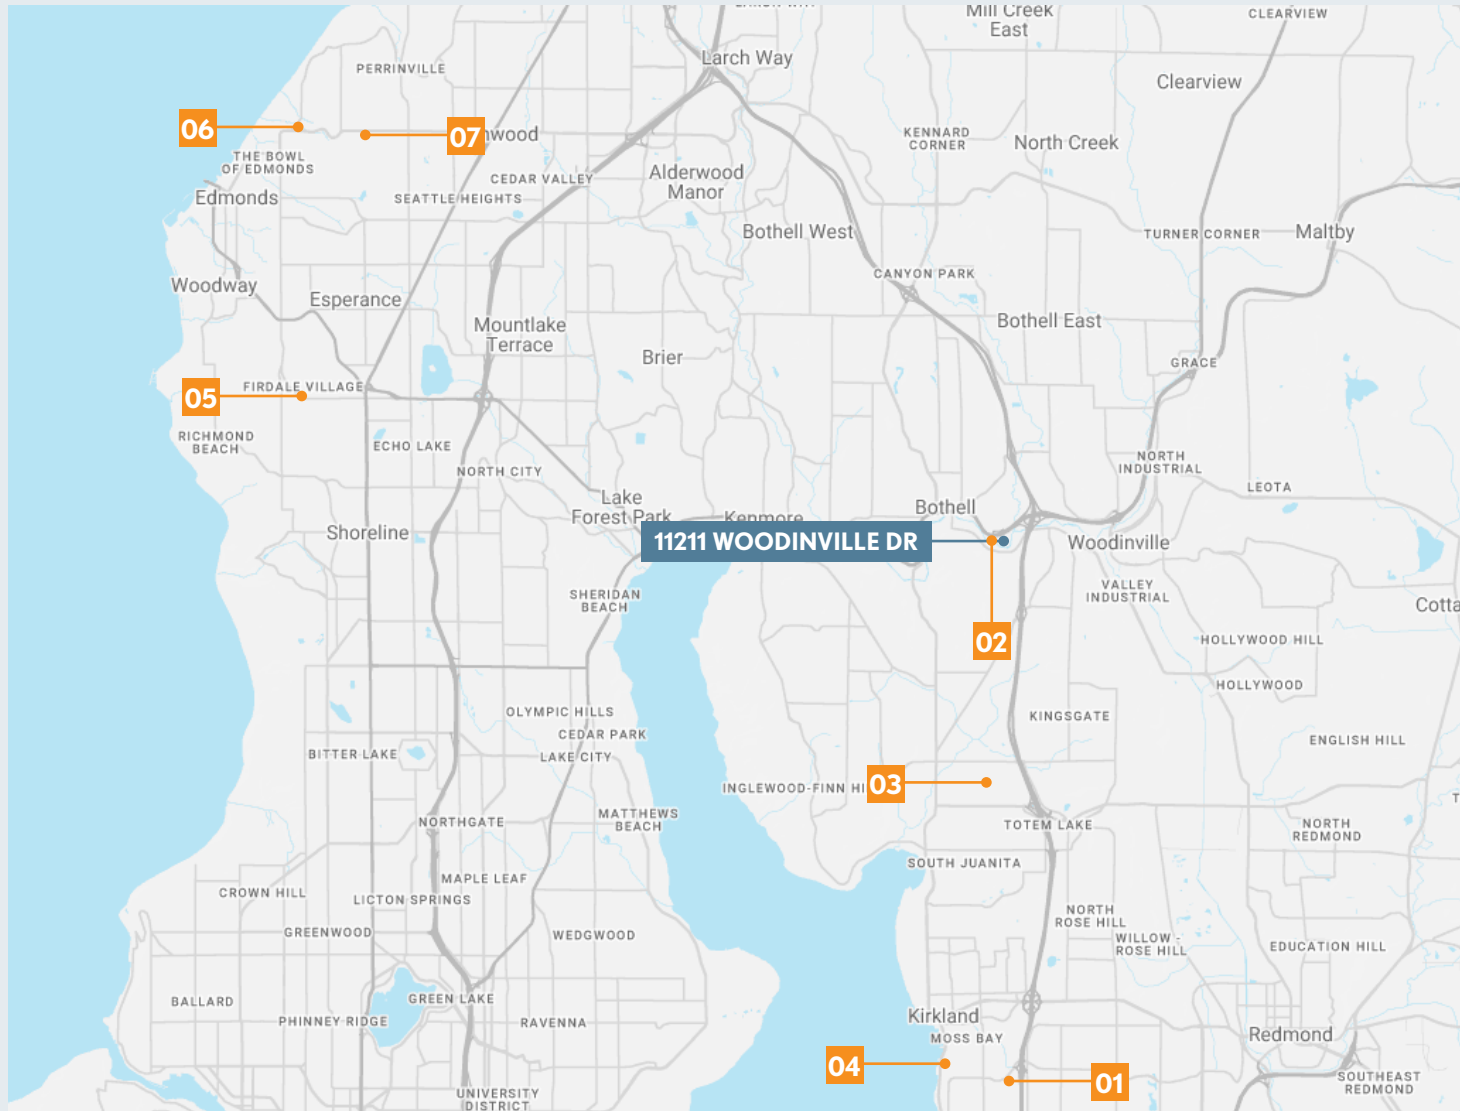 Mill Creek
East
CLEARVIEW
Larch Way
PERRINVILLE
Clearview
06
07
nwood
KENNARD
CORNER
North Creek
THE BOWL
OF EDMONDS
CEDAR VALLEY
Alderwood
Manor
Edmonds
SEATTLE HEIGHTS
Bothell West
TURNER CORNER
Maltby
Woodway
Esperance
CANYON PARK
Mountlake
Terrace
Bothell East
Brier
GRACE
FIRDALE VILLAGE
05
RICHMOND
BEACH
ECHO LAKE
NORTH CITY
NORTH
INDUSTRIAL
LEOTA
Lake
Forest Park
Kenmore
Bothell
Shoreline
11211 WOODINVILLE DR
Woodinville
SHERIDAN
BEACH
VALLEY
INDUSTRIAL
Cotta
02
HOLLYWOOD HILL
HOLLYWOOD
OLYMPIC HILLS
KINGSGATE
CEDAR PARK
BITTER LAKE
LAKE CITY
ENGLISH HILL
INGLEWOOD-FINN HI
03
NORTHGATE
MATTHEWS
BEACH
TOTEM LAKE
NORTH
REDMOND
SOUTH JUANITA
MAPLE LEAF
CROWN HILL
LICTON SPRINGS
NORTH
ROSE HILL
GREENWOOD
WEDGWOOD
WILLOW -
ROSE HILL
EDUCATION HILL
BALLARD
GREEN LAKE
PHINNEY RIDGE
RAVENNA
Kirkland
MOSS BAY
Redmond
04
01
SOUTHEAST
REDMOND
UNIVERSITY
DISTRICT